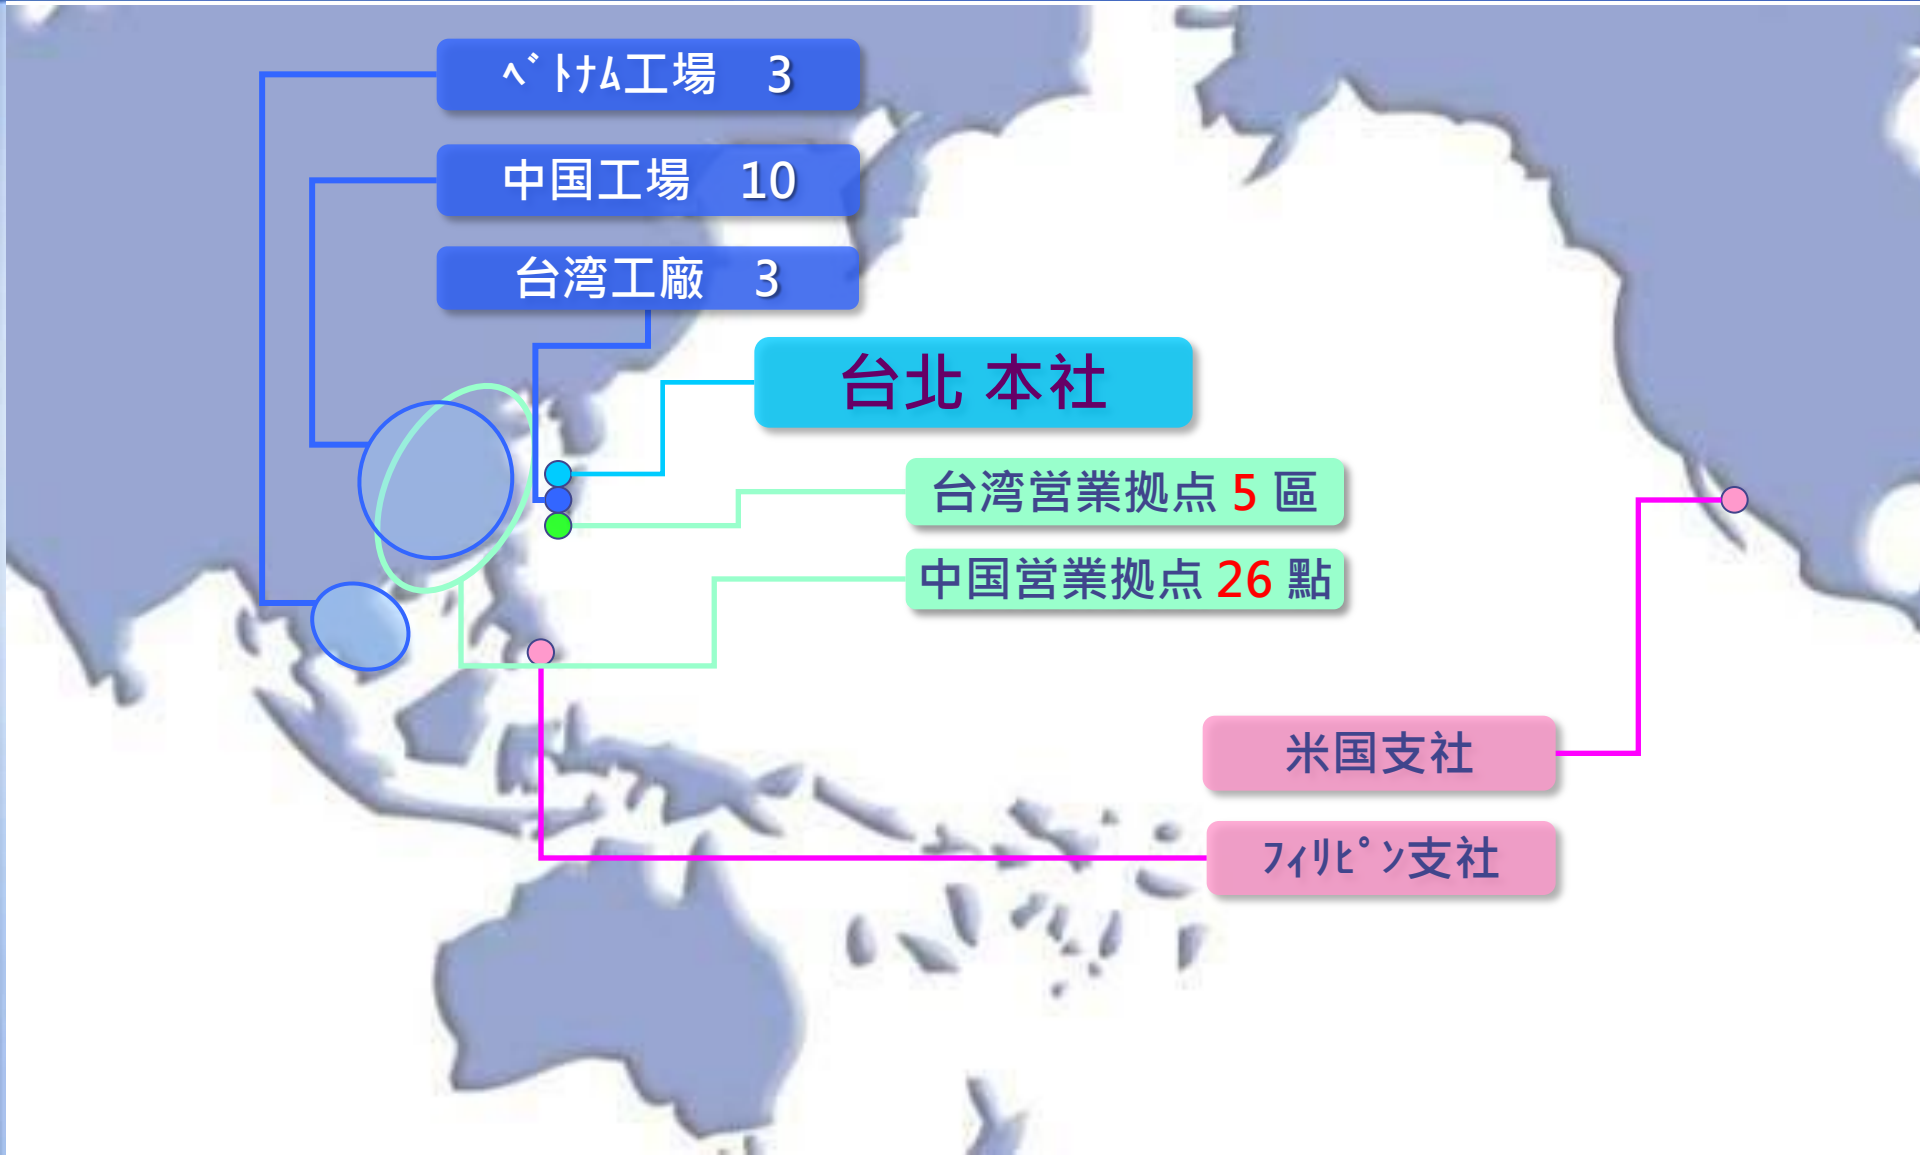 ﾍﾞﾄﾅﾑ工場　3
中国工場　10
台湾工廠　3
台北 本社
台湾営業拠点 5 區
中国営業拠点 26 點
米国支社
ﾌｨﾘﾋﾟﾝ支社